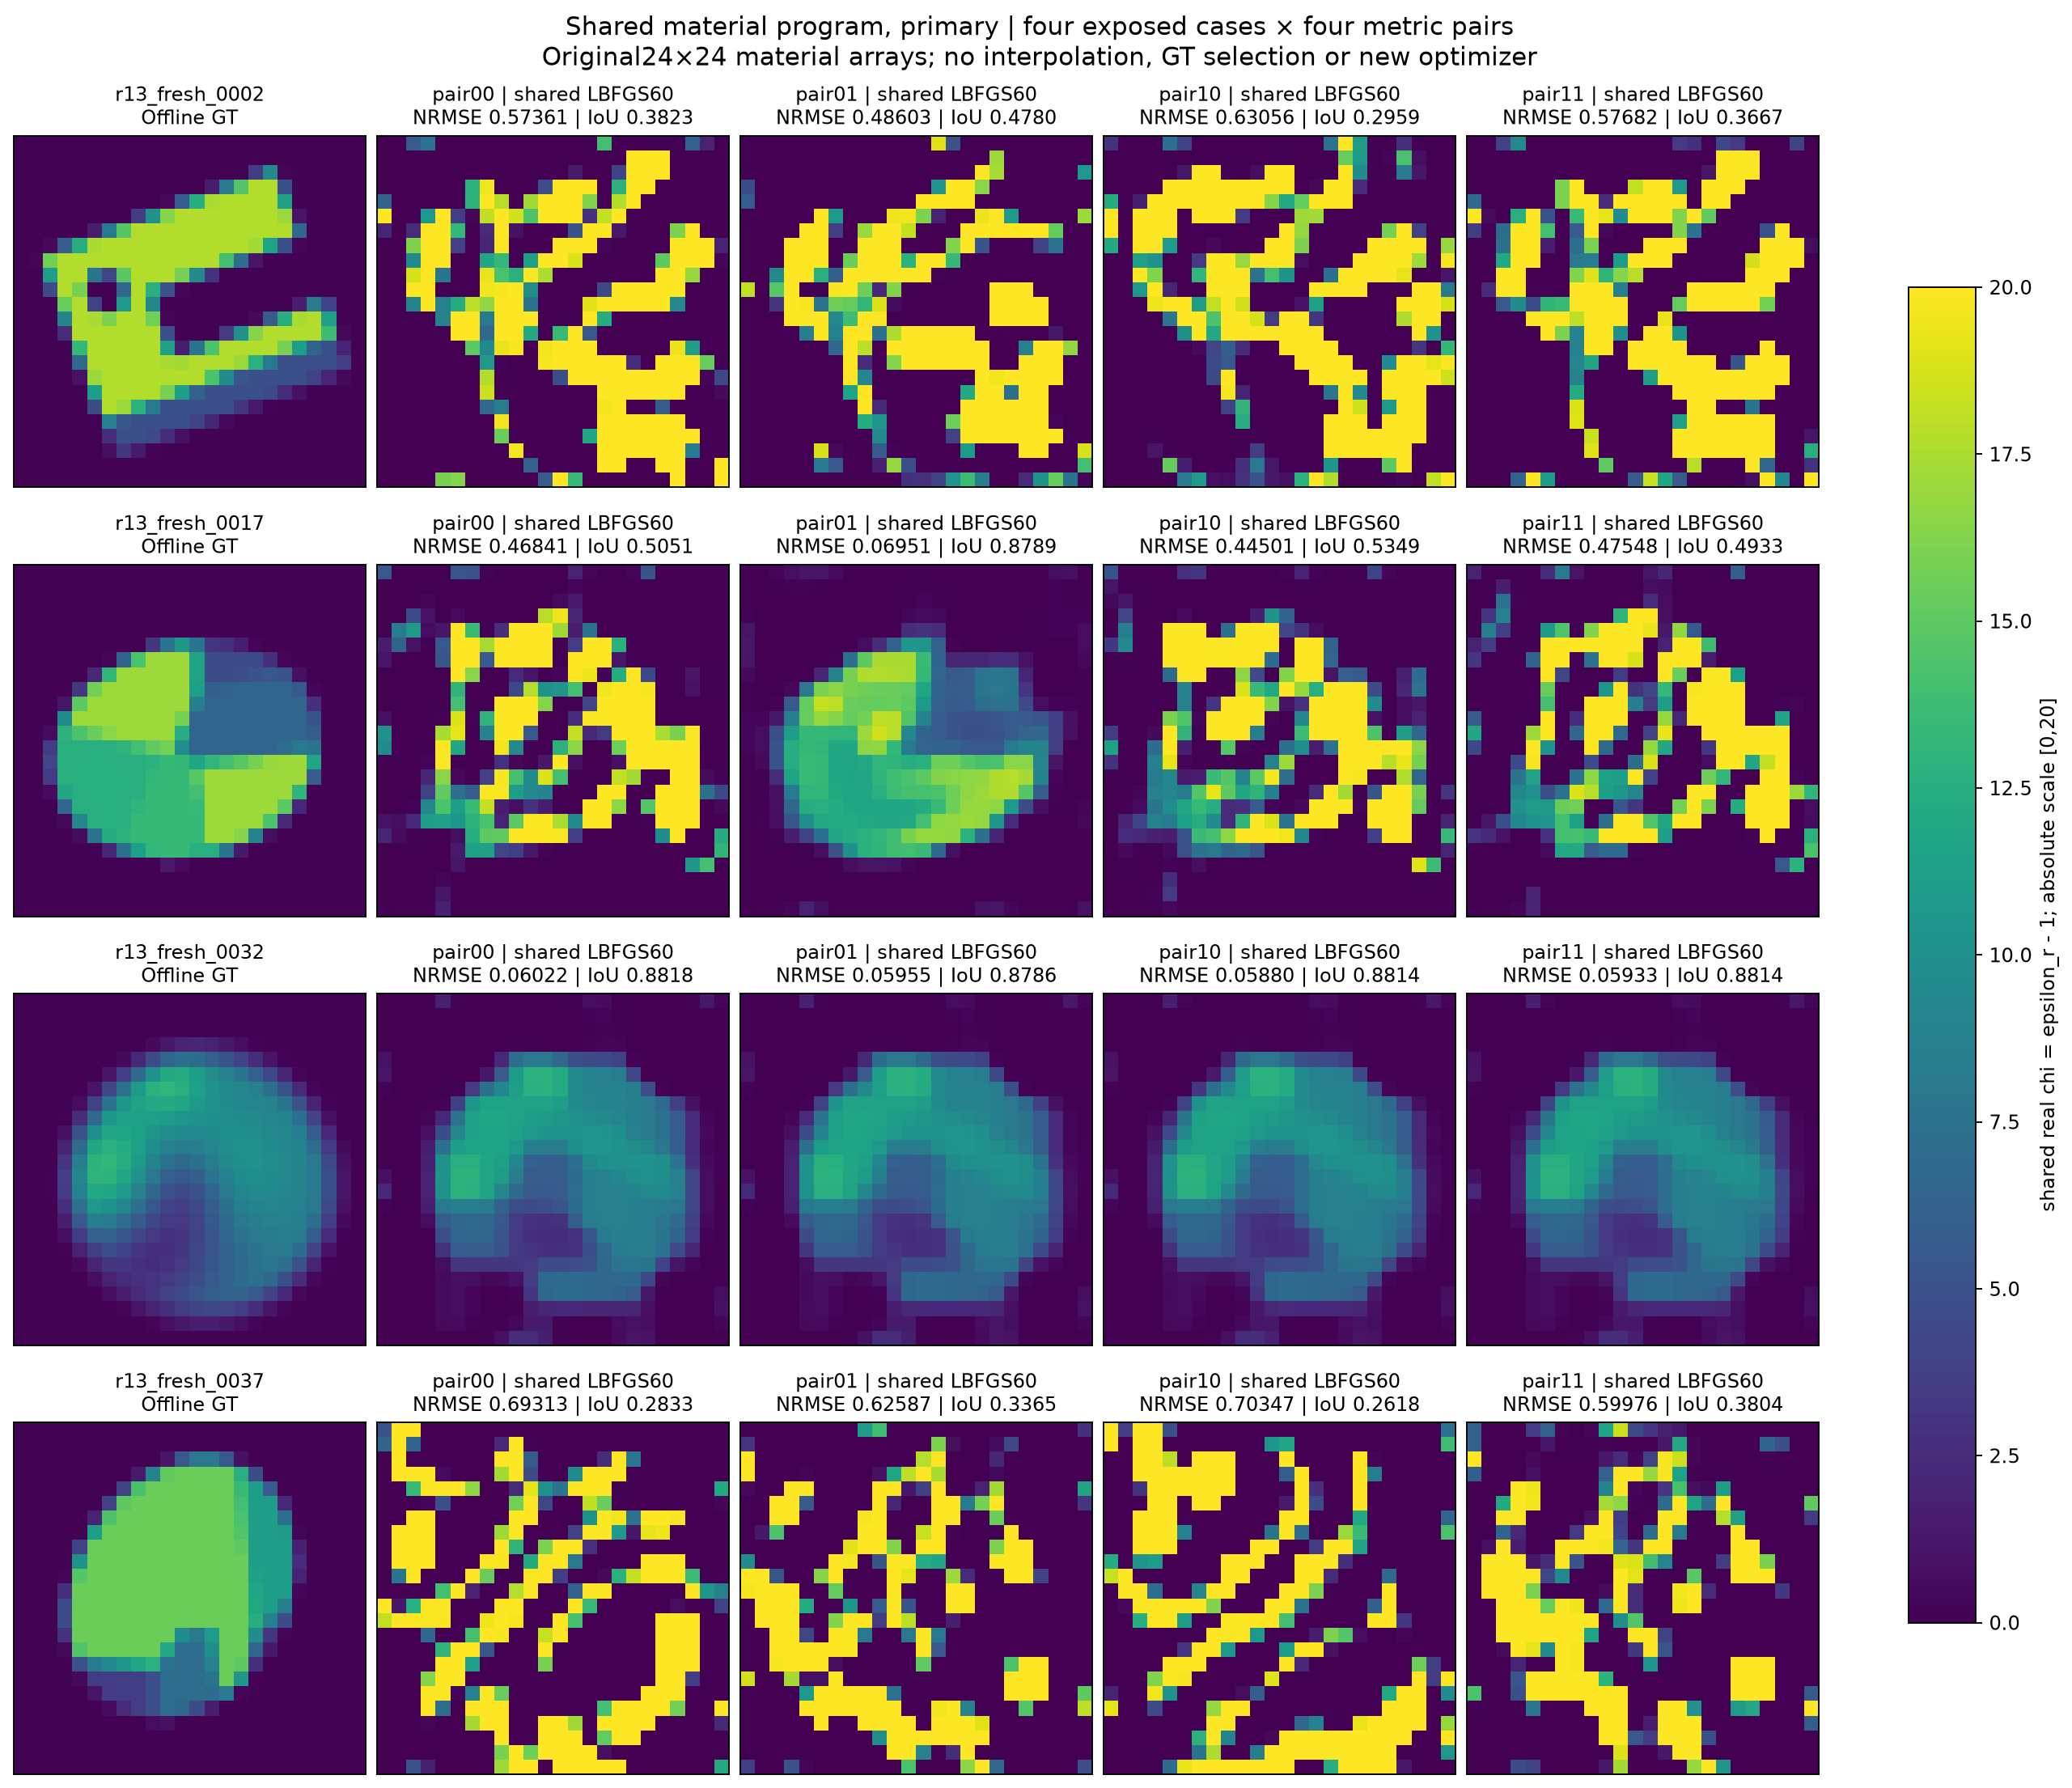 Shared material program, primary | four exposed cases × four metric pairs
Original24×24 material arrays; no interpolation, GT selection or new optimizer
r13_fresh_0002
Offline GT
pair00 | shared LBFGS60
NRMSE 0.57361 | IoU 0.3823
pair01 | shared LBFGS60
NRMSE 0.48603 | IoU 0.4780
pair10 | shared LBFGS60
NRMSE 0.63056 | IoU 0.2959
pair11 | shared LBFGS60
NRMSE 0.57682 | IoU 0.3667
r13_fresh_0017
Offline GT
pair00 | shared LBFGS60
NRMSE 0.46841 | IoU 0.5051
pair01 | shared LBFGS60
NRMSE 0.06951 | IoU 0.8789
pair10 | shared LBFGS60
NRMSE 0.44501 | IoU 0.5349
pair11 | shared LBFGS60
NRMSE 0.47548 | IoU 0.4933
r13_fresh_0032
Offline GT
pair00 | shared LBFGS60
NRMSE 0.06022 | IoU 0.8818
pair01 | shared LBFGS60
NRMSE 0.05955 | IoU 0.8786
pair10 | shared LBFGS60
NRMSE 0.05880 | IoU 0.8814
pair11 | shared LBFGS60
NRMSE 0.05933 | IoU 0.8814
r13_fresh_0037
Offline GT
pair00 | shared LBFGS60
NRMSE 0.69313 | IoU 0.2833
pair01 | shared LBFGS60
NRMSE 0.62587 | IoU 0.3365
pair10 | shared LBFGS60
NRMSE 0.70347 | IoU 0.2618
pair11 | shared LBFGS60
NRMSE 0.59976 | IoU 0.3804
20.0
17.5
15.0
12.5
10.0
7.5
5.0
2.5
0.0
shared real chi = epsilon_r - 1; absolute scale [0,20]